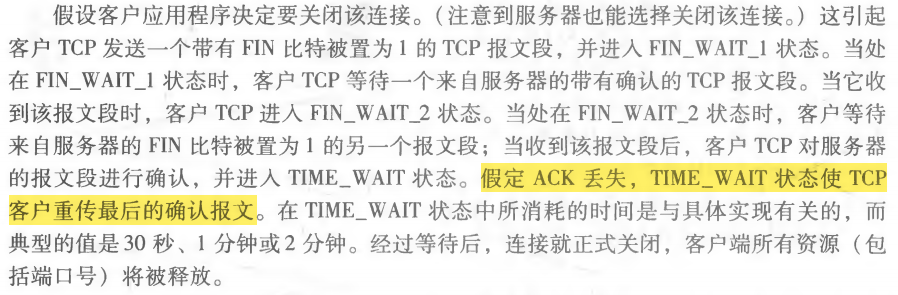 假设客户应用程序决定要关闭该连接。(注意到服务器也能选择关闭该连接。)这引起
客户 TCP 发送一个带有 FIN 比特被置为 1 的 TCP 报文段,并进入 FIN_WAIT_1 状态。当处
在 FIN_WAIT_1 状态时,客户 TCP 等待一个来自服务器的带有确认的 TCP 报文段。当它收
到该报文段时,客户 TCP 进入 FIN_WAIT_2 状态。当处在 FIN_WAIT_2 状态时,客户等待
来自服务器的 FIN 比特被置为 1 的另一个报文段;当收到该报文段后,客户 TCP 对服务器
的报文段进行确认,并进入 TIME_WAIT 状态。假定 ACK 丢失,TIME_WAIT 状态使 TCP
客户重传最后的确认报文。在 TIME_WAIT 状态中所消耗的时间是与具体实现有关的,而
典型的值是 30 秒、1 分钟或 2 分钟。经过等待后,连接就正式关闭,客户端所有资源(包
括端口号)将被释放。